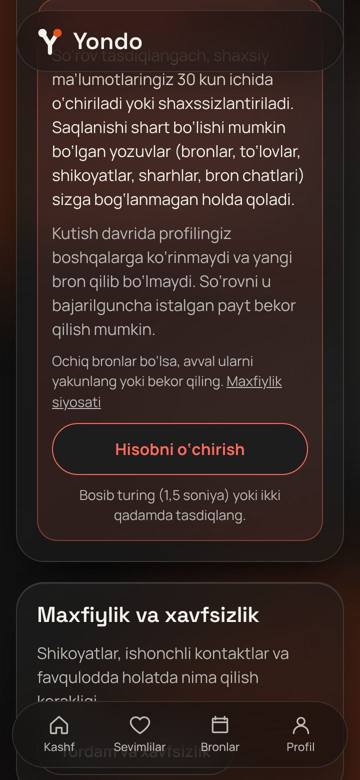 Yondo
So‘rov tasdiqlangach, shaxsiy
ma’lumotlaringiz 30 kun ichida
o‘chiriladi yoki shaxssizlantiriladi.
Saqlanishi shart bo‘lishi mumkin
bo‘lgan yozuvlar (bronlar, to‘lovlar,
shikoyatlar, sharhlar, bron chatlari)
sizga bog‘lanmagan holda qoladi.
Kutish davrida profilingiz
boshqalarga ko‘rinmaydi va yangi
bron qilib bo‘lmaydi. So‘rovni u
bajarilguncha istalgan payt bekor
qilish mumkin.
Ochiq bronlar bo‘lsa, avval ularni
yakunlang yoki bekor qiling. Maxfiylik
siyosati
Hisobni o‘chirish
Bosib turing (1,5 soniya) yoki ikki
qadamda tasdiqlang.
Maxfiylik va xavfsizlik
Shikoyatlar, ishonchli kontaktlar va
favqulodda holatda nima qilish
kerakligi
Yordam va xavfsizlik
Kashf
Sevimlilar
Bronlar
Profil